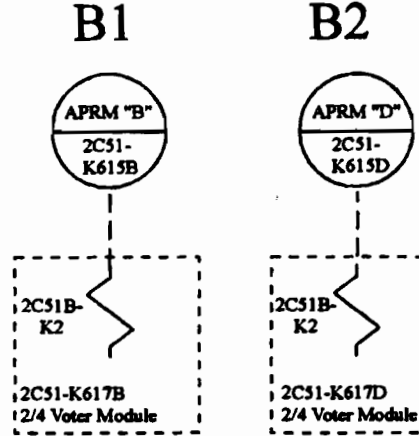 B1
B2
APRM "B"
2C51-
K615B
APRM "D"
2C51-
K615D
2C51B-
K2
2C51-K617B
2/4 Voter Module
2C51B-
K2
2C51-K617D
2/4 Voter Module